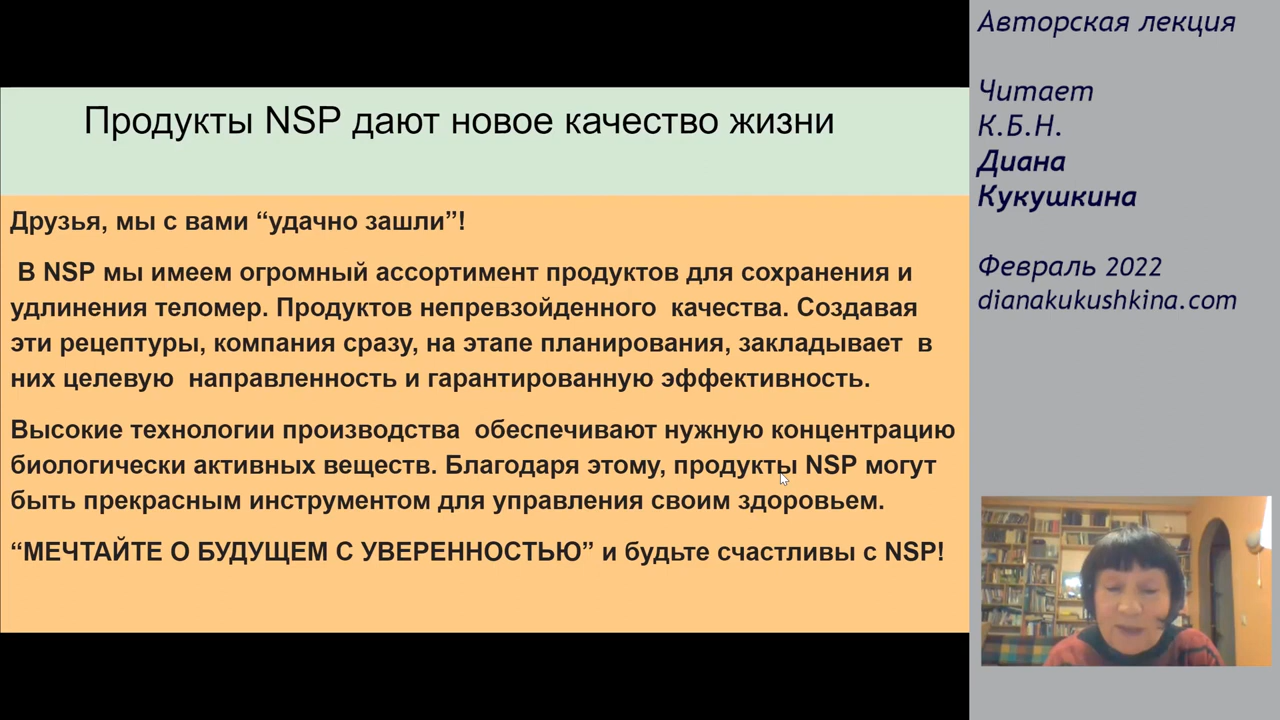 Продукты NSP дают новое качество жизни
Друзья, мы с вами “удачно зашли”!
В NSP мы имеем огромный ассортимент продуктов для сохранения и
удлинения теломер. Продуктов непревзойденного качества. Создавая
эти рецептуры, компания сразу, на этапе планирования, закладывает в
них целевую направленность и гарантированную эффективность.
Высокие технологии производства обеспечивают нужную концентрацию
биологически активных веществ. Благодаря этому, продукты NSP могут
быть прекрасным инструментом для управления своим здоровьем.
“МЕЧТАЙТЕ О БУДУЩЕМ С УВЕРЕННОСТЬЮ” и будьте счастливы с NSP!
Авторская лекция
Читает
К.Б.Н.
Диана
Кукушкина
Февраль 2022
dianakukushkina.com